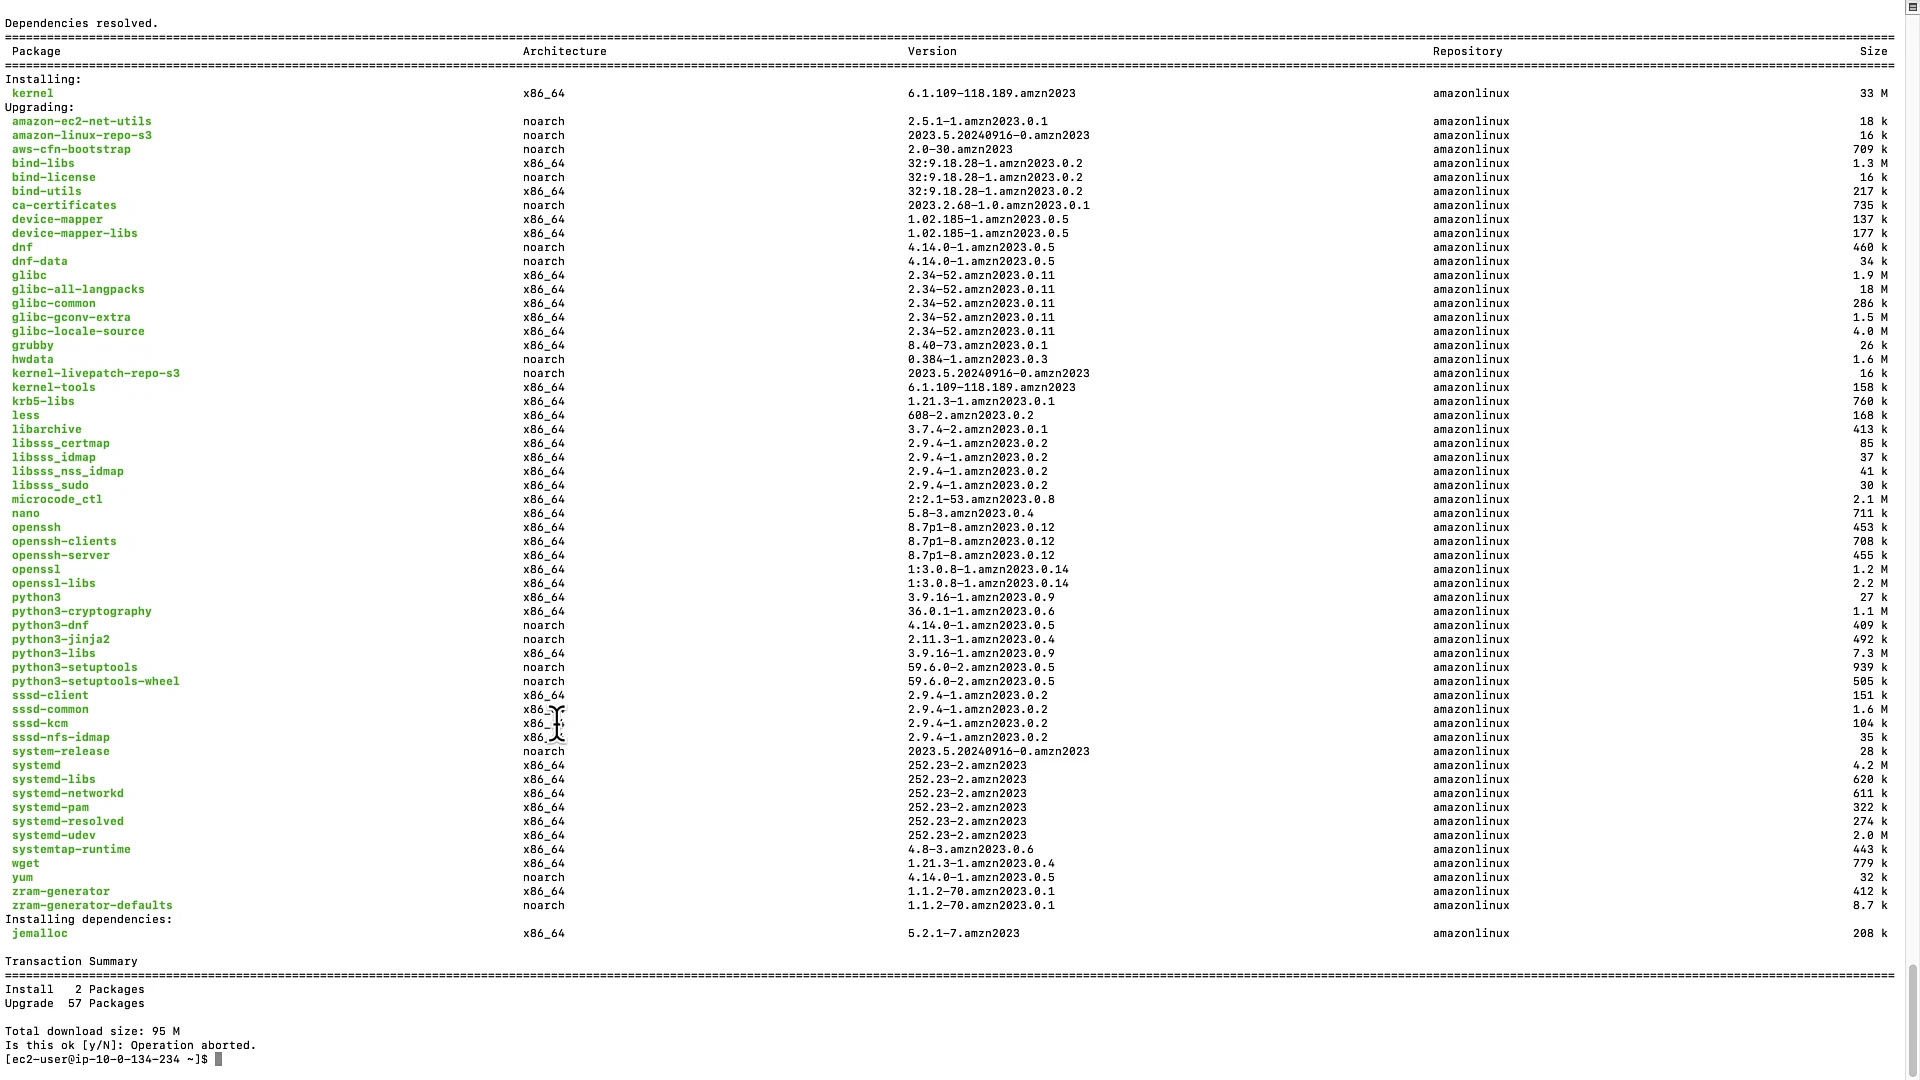 Dependencies resolved.
Package Architecture Version Repository Size
Installing:
kernel x86_64 6.1.109-118.189.amzn2023 amazonlinux 33 M
Upgrading:
amazon-ec2-net-utils noarch 2.5.1-1.amzn2023.0.1 amazonlinux 18 k
amazon-linux-repo-s3 noarch 2023.5.20240916-0.amzn2023 amazonlinux 16 k
aws-cfn-bootstrap noarch 2.0-30.amzn2023 amazonlinux 709 k
bind-libs x86_64 32:9.18.28-1.amzn2023.0.2 amazonlinux 1.3 M
bind-license noarch 32:9.18.28-1.amzn2023.0.2 amazonlinux 16 k
bind-utils x86_64 32:9.18.28-1.amzn2023.0.2 amazonlinux 217 k
ca-certificates noarch 2023.2.68-1.0.amzn2023.0.1 amazonlinux 735 k
device-mapper x86_64 1.02.185-1.amzn2023.0.5 amazonlinux 137 k
device-mapper-libs x86_64 1.02.185-1.amzn2023.0.5 amazonlinux 177 k
dnf noarch 4.14.0-1.amzn2023.0.5 amazonlinux 460 k
dnf-data noarch 4.14.0-1.amzn2023.0.5 amazonlinux 34 k
glibc x86_64 2.34-52.amzn2023.0.11 amazonlinux 1.9 M
glibc-all-langpacks x86_64 2.34-52.amzn2023.0.11 amazonlinux 18 M
glibc-common x86_64 2.34-52.amzn2023.0.11 amazonlinux 286 k
glibc-gconv-extra x86_64 2.34-52.amzn2023.0.11 amazonlinux 1.5 M
glibc-locale-source x86_64 2.34-52.amzn2023.0.11 amazonlinux 4.0 M
grubby x86_64 8.40-73.amzn2023.0.1 amazonlinux 26 k
hwdata noarch 0.384-1.amzn2023.0.3 amazonlinux 1.6 M
kernel-livepatch-repo-s3 noarch 2023.5.20240916-0.amzn2023 amazonlinux 16 k
kernel-tools x86_64 6.1.109-118.189.amzn2023 amazonlinux 158 k
krb5-libs x86_64 1.21.3-1.amzn2023.0.1 amazonlinux 760 k
less x86_64 608-2.amzn2023.0.2 amazonlinux 168 k
libarchive x86_64 3.7.4-2.amzn2023.0.1 amazonlinux 413 k
libsss_certmap x86_64 2.9.4-1.amzn2023.0.2 amazonlinux 85 k
libsss_idmap x86_64 2.9.4-1.amzn2023.0.2 amazonlinux 37 k
libsss_nss_idmap x86_64 2.9.4-1.amzn2023.0.2 amazonlinux 41 k
libsss_sudo x86_64 2.9.4-1.amzn2023.0.2 amazonlinux 30 k
microcode_ctl x86_64 2:2.1-53.amzn2023.0.8 amazonlinux 2.1 M
nano x86_64 5.8-3.amzn2023.0.4 amazonlinux 711 k
openssh x86_64 8.7p1-8.amzn2023.0.12 amazonlinux 453 k
openssh-clients x86_64 8.7p1-8.amzn2023.0.12 amazonlinux 708 k
openssh-server x86_64 8.7p1-8.amzn2023.0.12 amazonlinux 455 k
openssl x86_64 1:3.0.8-1.amzn2023.0.14 amazonlinux 1.2 M
openssl-libs x86_64 1:3.0.8-1.amzn2023.0.14 amazonlinux 2.2 M
python3 x86_64 3.9.16-1.amzn2023.0.9 amazonlinux 27 k
python3-cryptography x86_64 36.0.1-1.amzn2023.0.6 amazonlinux 1.1 M
python3-dnf noarch 4.14.0-1.amzn2023.0.5 amazonlinux 409 k
python3-jinja2 noarch 2.11.3-1.amzn2023.0.4 amazonlinux 492 k
python3-libs x86_64 3.9.16-1.amzn2023.0.9 amazonlinux 7.3 M
python3-setuptools noarch 59.6.0-2.amzn2023.0.5 amazonlinux 939 k
python3-setuptools-wheel noarch 59.6.0-2.amzn2023.0.5 amazonlinux 505 k
sssd-client x86_64 2.9.4-1.amzn2023.0.2 amazonlinux 151 k
sssd-common x86_64 2.9.4-1.amzn2023.0.2 amazonlinux 1.6 M
sssd-kcm x86_64 2.9.4-1.amzn2023.0.2 amazonlinux 104 k
sssd-nfs-idmap x86_64 2.9.4-1.amzn2023.0.2 amazonlinux 35 k
system-release noarch 2023.5.20240916-0.amzn2023 amazonlinux 28 k
systemd x86_64 252.23-2.amzn2023 amazonlinux 4.2 M
systemd-libs x86_64 252.23-2.amzn2023 amazonlinux 620 k
systemd-networkd x86_64 252.23-2.amzn2023 amazonlinux 611 k
systemd-pam x86_64 252.23-2.amzn2023 amazonlinux 322 k
systemd-resolved x86_64 252.23-2.amzn2023 amazonlinux 274 k
systemd-udev x86_64 252.23-2.amzn2023 amazonlinux 2.0 M
systemtap-runtime x86_64 4.8-3.amzn2023.0.6 amazonlinux 443 k
wget x86_64 1.21.3-1.amzn2023.0.4 amazonlinux 779 k
yum noarch 4.14.0-1.amzn2023.0.5 amazonlinux 32 k
zram-generator x86_64 1.1.2-70.amzn2023.0.1 amazonlinux 412 k
zram-generator-defaults noarch 1.1.2-70.amzn2023.0.1 amazonlinux 8.7 k
Installing dependencies:
jemalloc x86_64 5.2.1-7.amzn2023 amazonlinux 208 k
Transaction Summary
Install 2 Packages
Upgrade 57 Packages
Total download size: 95 M
Is this ok [y/N]: Operation aborted.
[ec2-user@ip-10-0-134-234 ~]$